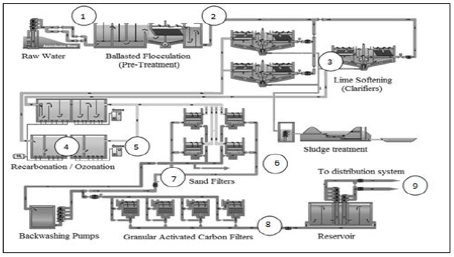 1
2
Raw Water
Ballasted Flocculation
(Pre-Treatment)
3
Lime Softening
(Clarifiers)
4
5
Recarbonation / Ozonation
Sludge treatment
6
7
Sand Filters
To distribution system
9
8
Backwashing Pumps
Granular Activated Carbon Filters
Reservoir